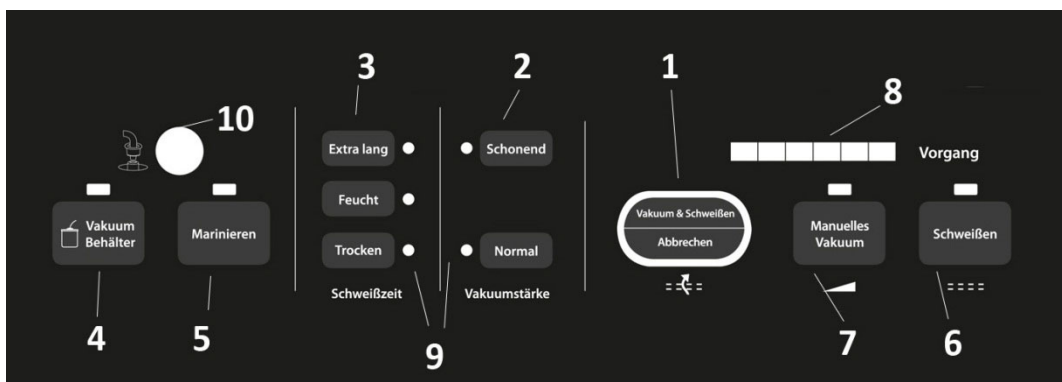 3
2
1
8
10
Extra lang
Schonend
Vorgang
Feucht
Vakuum & Schweißen
Abbrechen
Vakuum
Behälter
Marinieren
Trocken
Normal
Manuelles
Vakuum
Schweißen
Schweißzeit
Vakuumstärke
4
5
9
7
6